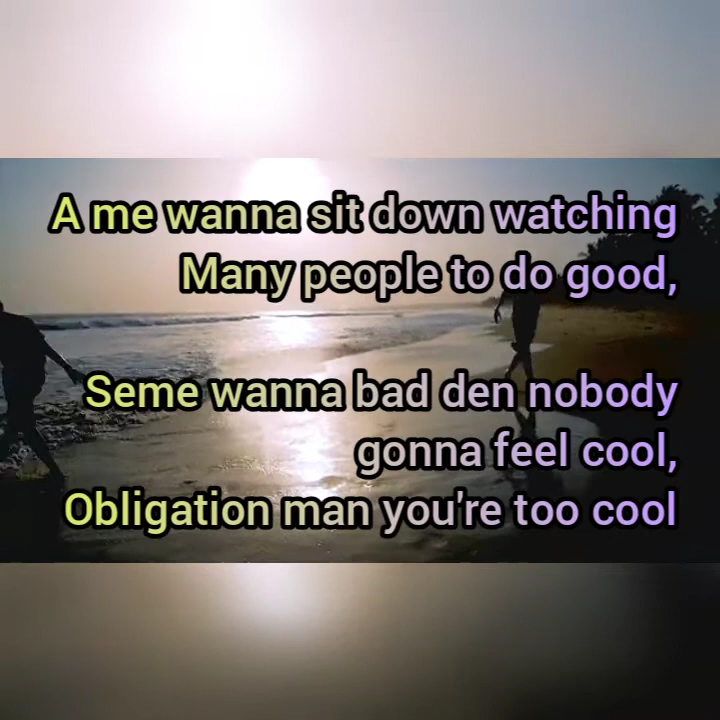 A me wanna sit down watching
Many people to do good,
Seme wanna bad den nobody
gonna feel cool,
Obligation man you're too cool